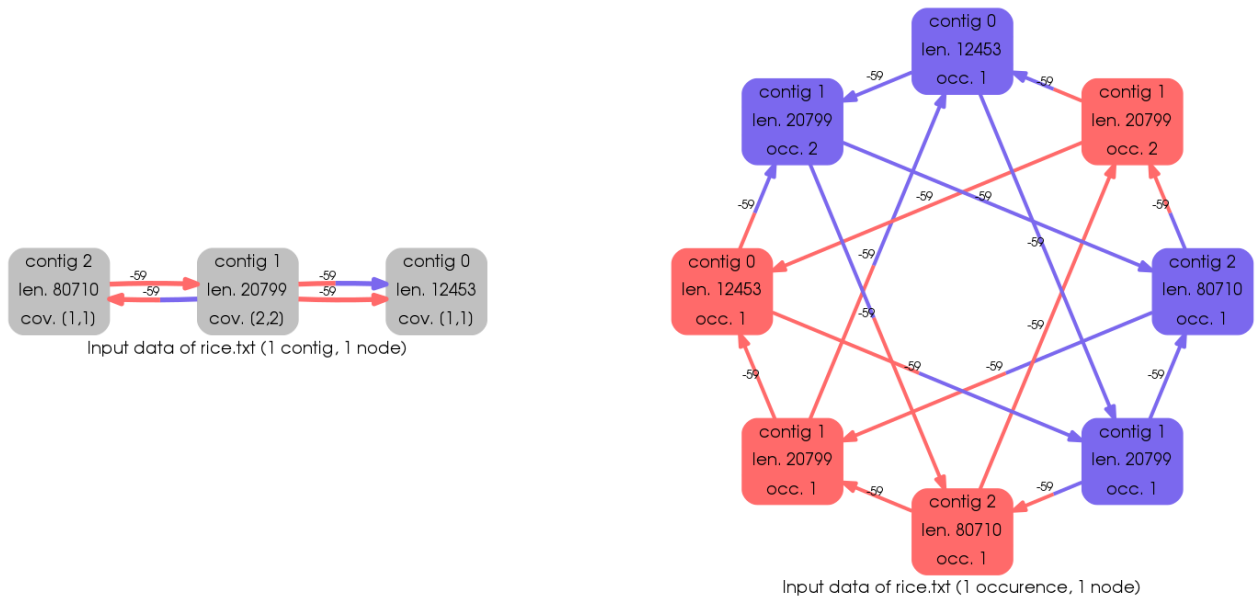 contig 2
len. 80710
cov. (1,1)
-59
-59
contig 1
len. 20799
cov. (2,2)
-59
-59
contig 0
len. 12453
cov. (1,1)
Input data of rice.txt (1 contig, 1 node)
contig 0
len. 12453
occ. 1
-59
-59
contig 1
len. 20799
occ. 2
contig 1
len. 20799
occ. 2
-59
-59
-59
-59
contig 0
len. 12453
occ. 1
-59
-59
contig 2
len. 80710
occ. 1
-59
-59
-59
-59
-59
-59
contig 1
len. 20799
occ. 1
contig 1
len. 20799
occ. 1
-59
-59
contig 2
len. 80710
occ. 1
Input data of rice.txt (1 occurence, 1 node)